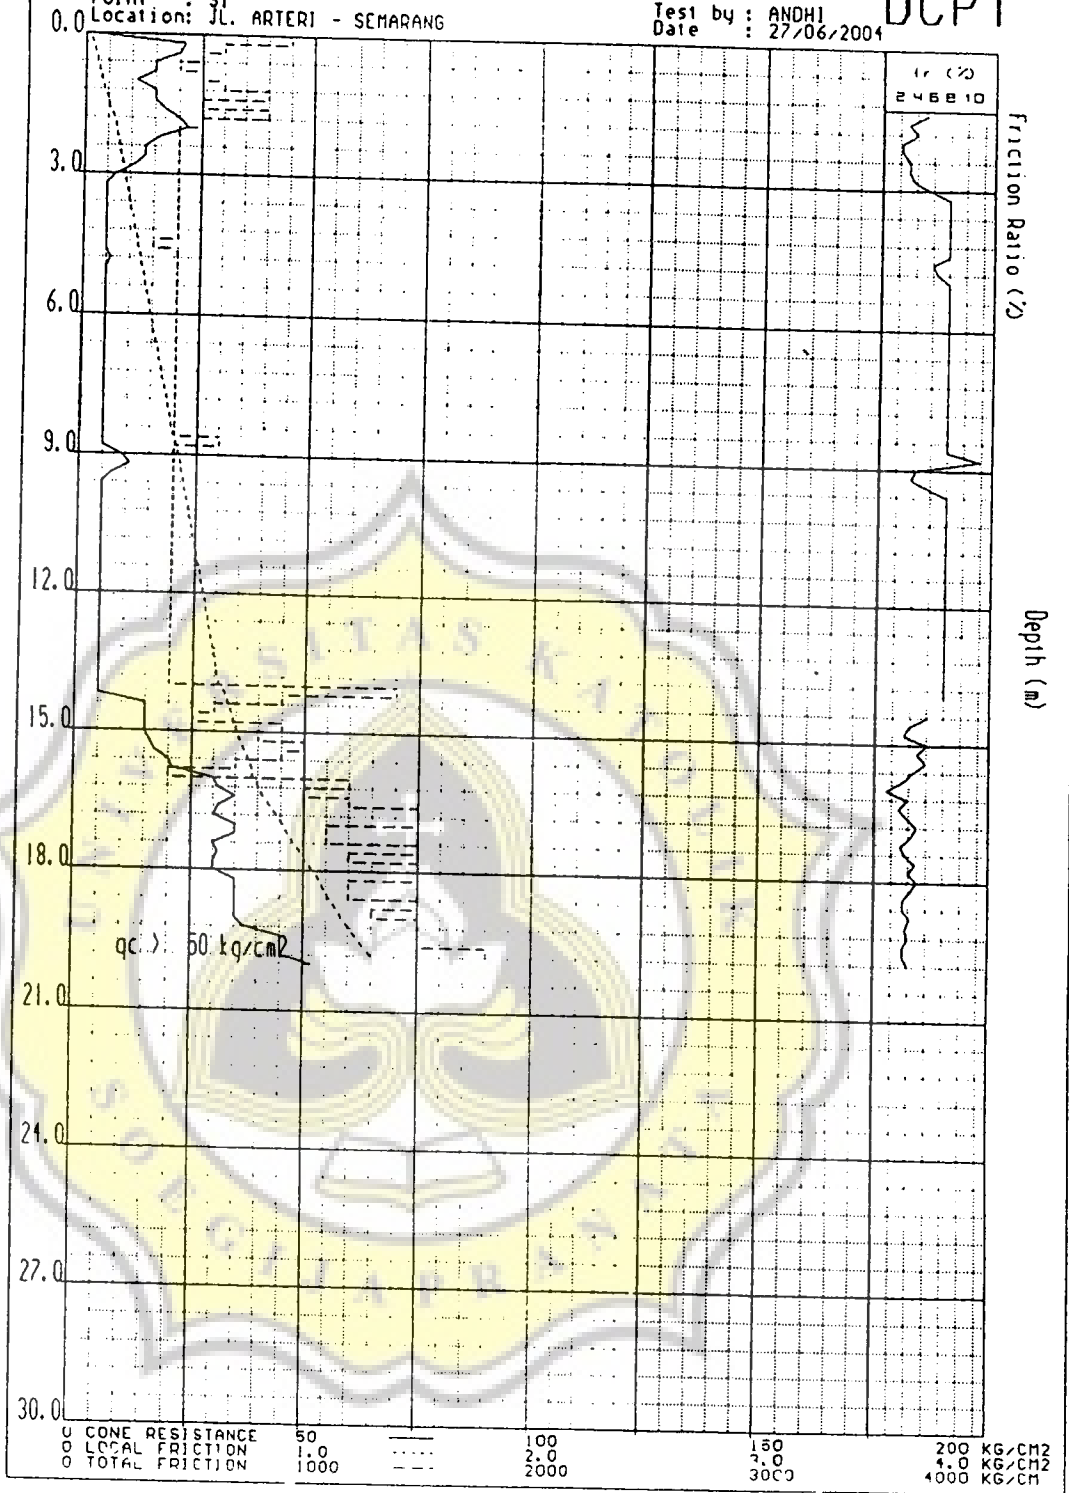 Location: JL. ARTERI - SEMARANG
Test by : ANDHI
Date : 27/06/2004
DCPT
fr (%)
2 4 6 8 10
Friction Ratio (%)
Depth (m)
0.0
3.0
6.0
9.0
12.0
15.0
18.0
21.0
24.0
27.0
30.0
qc > 50 kg/cm2
UNIVERSITAS KATOLIK
SOEGIJAPRANATA
0 CONE RESISTANCE 50 100 150 200 KG/CM2
0 LOCAL FRICTION 1.0 2.0 3.0 4.0 KG/CM2
0 TOTAL FRICTION 1000 2000 3000 4000 KG/CM